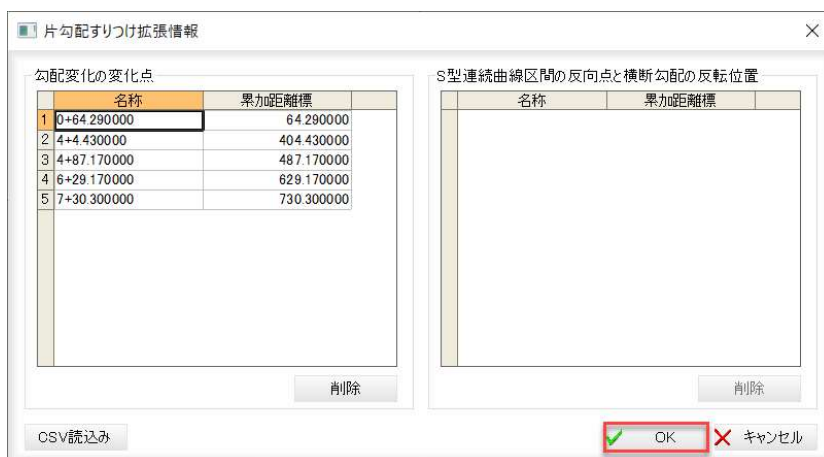 片勾配すりつけ拡張情報
勾配変化の変化点
名称 累加距離標
1 0+64.290000 64.290000
2 4+4.430000 404.430000
3 4+87.170000 487.170000
4 6+29.170000 629.170000
5 7+30.300000 730.300000
削除
S型連続曲線区間の反向点と横断勾配の反転位置
名称 累加距離標
削除
CSV読込み
OK
キャンセル